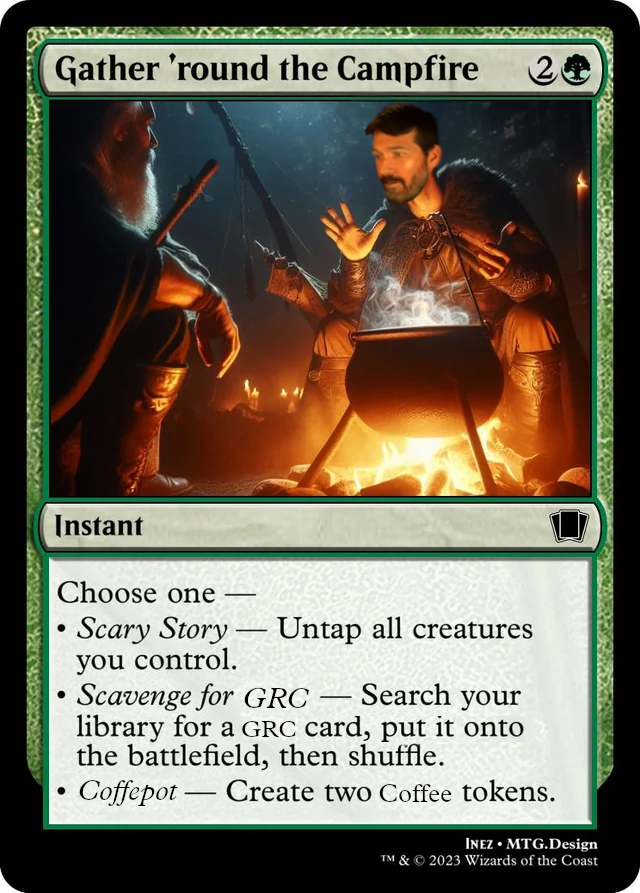 Gather 'round the Campfire 2
Instant
Choose one —
• Scary Story — Untap all creatures
you control.
• Scavenge for GRC — Search your
library for a GRC card, put it onto
the battlefield, then shuffle.
• Coffepot — Create two Coffee tokens.
Inez • MTG.Design
™ & © 2023 Wizards of the Coast